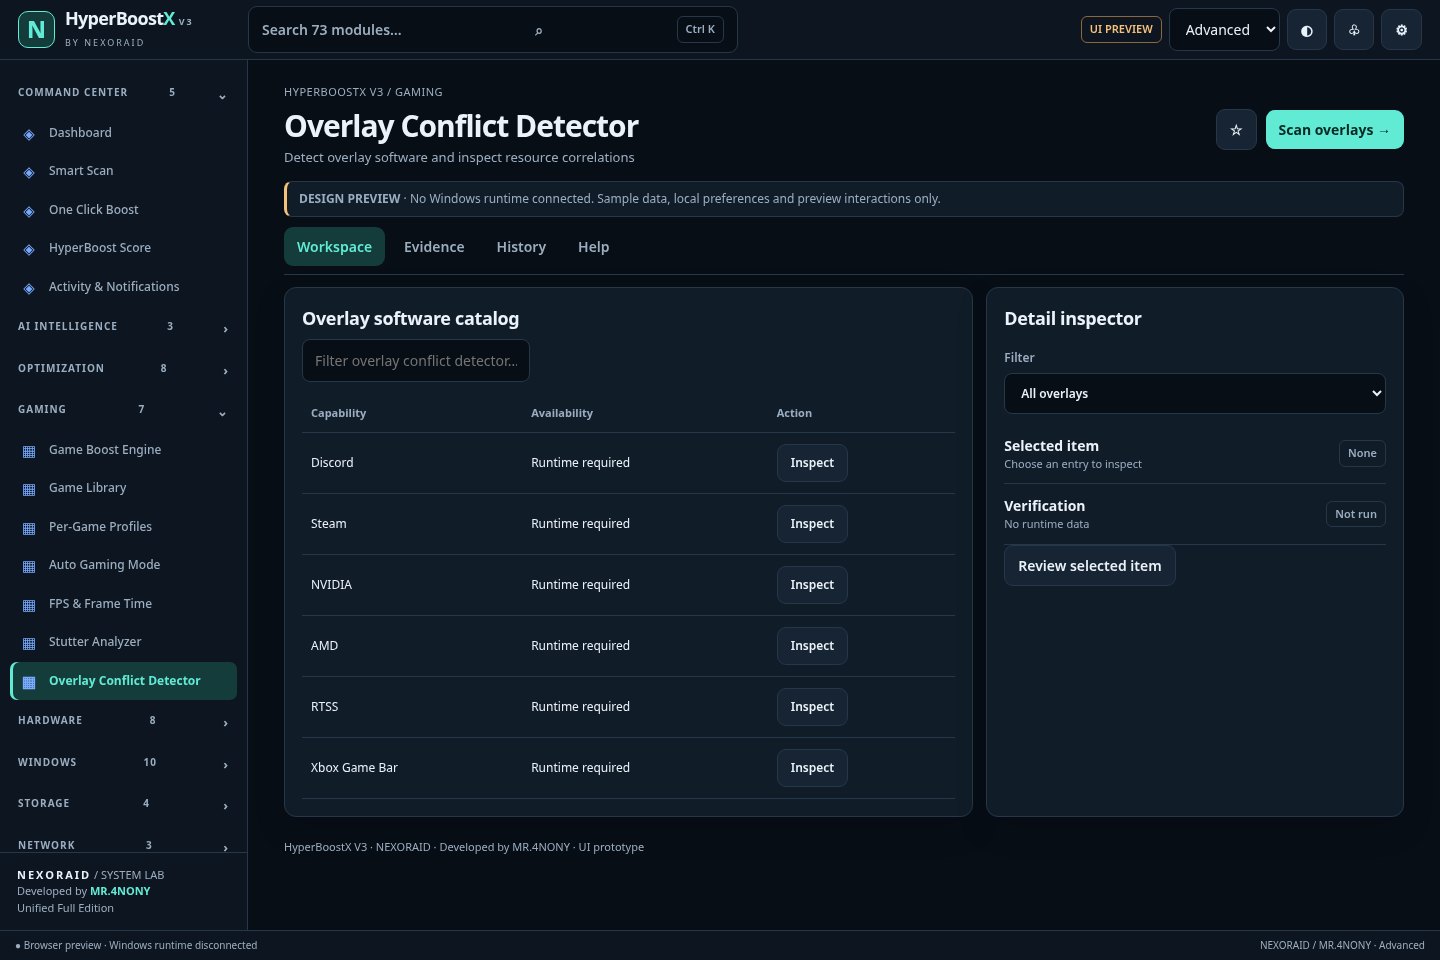 N HyperBoostX V3
BY NEXORAID
Search 73 modules...
Ctrl K
UI PREVIEW
Advanced
COMMAND CENTER 5
Dashboard
Smart Scan
One Click Boost
HyperBoost Score
Activity & Notifications
AI INTELLIGENCE 3
OPTIMIZATION 8
GAMING 7
Game Boost Engine
Game Library
Per-Game Profiles
Auto Gaming Mode
FPS & Frame Time
Stutter Analyzer
Overlay Conflict Detector
HARDWARE 8
WINDOWS 10
STORAGE 4
NETWORK 3
NEXORAID / SYSTEM LAB
Developed by MR.4NONY
Unified Full Edition
HYPERBOOSTX V3 / GAMING
Overlay Conflict Detector
Detect overlay software and inspect resource correlations
Scan overlays →
DESIGN PREVIEW · No Windows runtime connected. Sample data, local preferences and preview interactions only.
Workspace Evidence History Help
Overlay software catalog
Filter overlay conflict detector...
Capability Availability Action
Discord Runtime required Inspect
Steam Runtime required Inspect
NVIDIA Runtime required Inspect
AMD Runtime required Inspect
RTSS Runtime required Inspect
Xbox Game Bar Runtime required Inspect
Detail inspector
Filter
All overlays
Selected item
Choose an entry to inspect
None
Verification
No runtime data
Not run
Review selected item
HyperBoostX V3 · NEXORAID · Developed by MR.4NONY · UI prototype
● Browser preview · Windows runtime disconnected
NEXORAID / MR.4NONY · Advanced